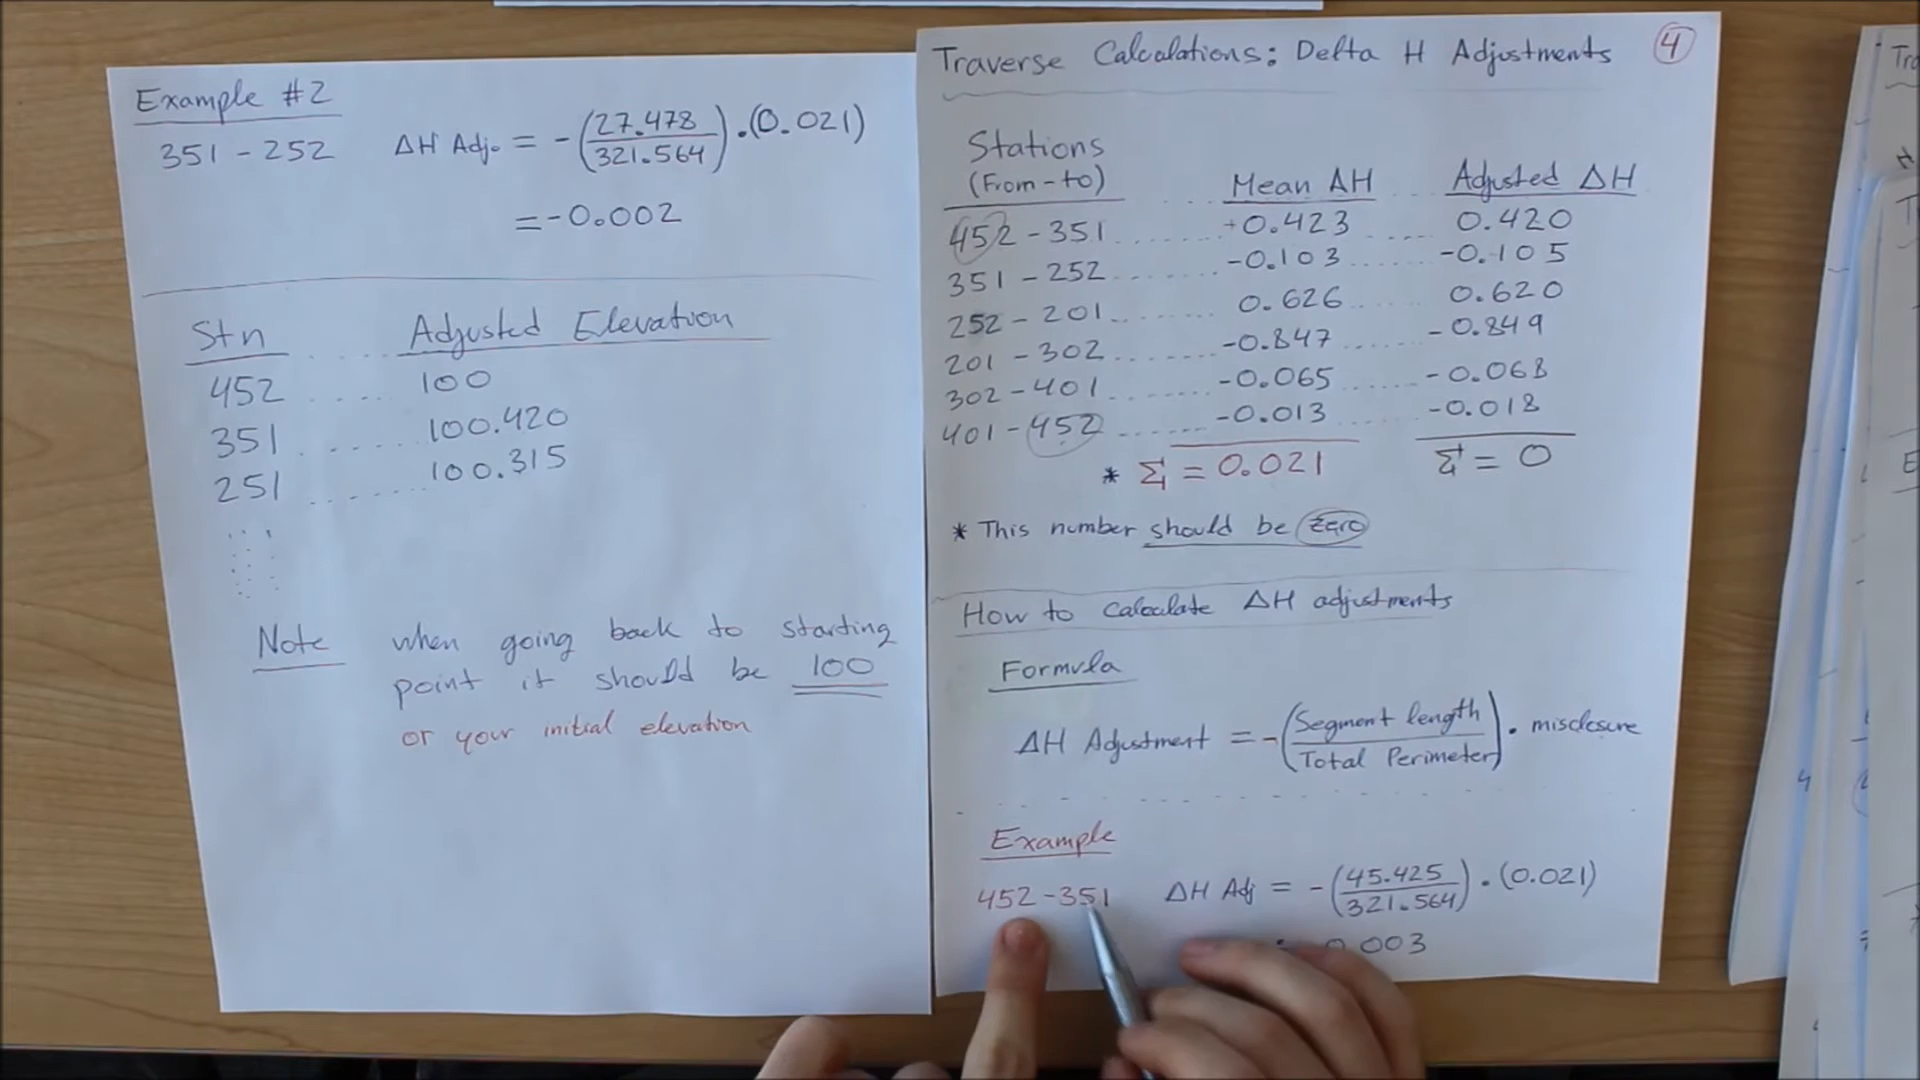 Example #2
351 - 252 ΔH Adj. = -(27.478/321.564).(0.021)
= -0.002
Stn Adjusted Elevation
452 .... 100
351 ..... 100.420
251 ...... 100.315
Note when going back to starting
point it should be 100
or your initial elevation
Traverse Calculations: Delta H Adjustments 4
Stations
(From - to) Mean ΔH Adjusted ΔH
452 - 351 +0.423 0.420
351 - 252 -0.103 -0.105
252 - 201 0.626 0.620
201 - 302 -0.847 -0.849
302 - 401 -0.065 -0.068
401 - 452 -0.013 -0.018
* Σ = 0.021 Σ = 0
* This number should be zero
How to calculate ΔH adjustments
Formula
ΔH Adjustment = -(Segment length/Total Perimeter). misclosure
Example
452 - 351 ΔH Adj = -(45.425/321.564).(0.021)
0.003